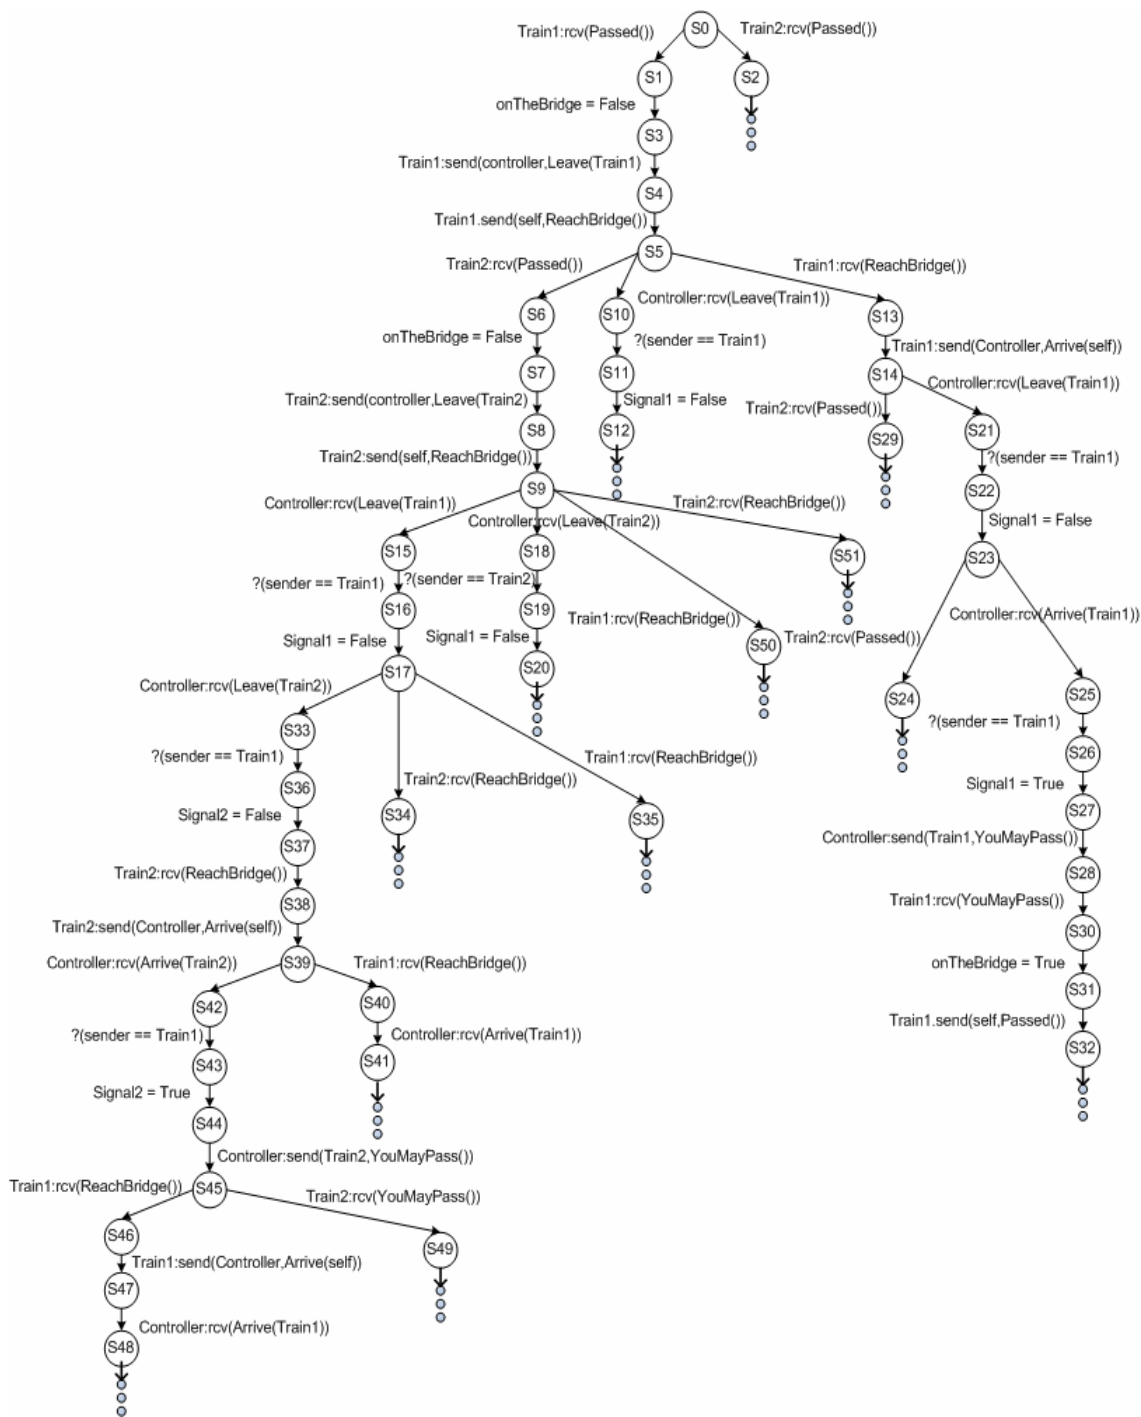 Train1:rcv(Passed())
S0
Train2:rcv(Passed())
S1
S2
onTheBridge = False
S3
Train1:send(controller,Leave(Train1)
S4
Train1.send(self,ReachBridge())
S5
Train2:rcv(Passed())
Train1:rcv(ReachBridge())
Controller:rcv(Leave(Train1))
S6
S10
S13
onTheBridge = False
?(sender == Train1)
Train1:send(Controller,Arrive(self)
S7
S11
S14
Controller:rcv(Leave(Train1))
Train2:send(controller,Leave(Train2)
Signal1 = False
Train2:rcv(Passed())
S8
S12
S29
S21
Train2:send(self,ReachBridge())
?(sender == Train1)
S9
S22
Controller:rcv(Leave(Train1))
Train2:rcv(ReachBridge())
Controller:rcv(Leave(Train2))
Signal1 = False
S15
S18
S51
S23
?(sender == Train1)
?(sender == Train2)
S16
S19
Train1:rcv(ReachBridge())
Controller:rcv(Arrive(Train1))
Signal1 = False
Signal1 = False
S50
Train2:rcv(Passed())
S17
S20
Controller:rcv(Leave(Train2))
S24
S25
S33
?(sender == Train1)
?(sender == Train1)
Train1:rcv(ReachBridge())
S26
S36
Train2:rcv(ReachBridge())
Signal1 = True
Signal2 = False
S34
S35
S27
S37
Controller:send(Train1,YouMayPass())
Train2:rcv(ReachBridge())
S28
S38
Train1:rcv(YouMayPass())
Train2:send(Controller,Arrive(self))
S30
Controller:rcv(Arrive(Train2))
S39
Train1:rcv(ReachBridge())
onTheBridge = True
S42
S40
S31
?(sender == Train1)
Controller:rcv(Arrive(Train1))
Train1.send(self,Passed())
S43
S41
S32
Signal2 = True
S44
Controller:send(Train2,YouMayPass())
Train1:rcv(ReachBridge())
S45
Train2:rcv(YouMayPass())
S46
S49
Train1:send(Controller,Arrive(self))
S47
Controller:rcv(Arrive(Train1))
S48